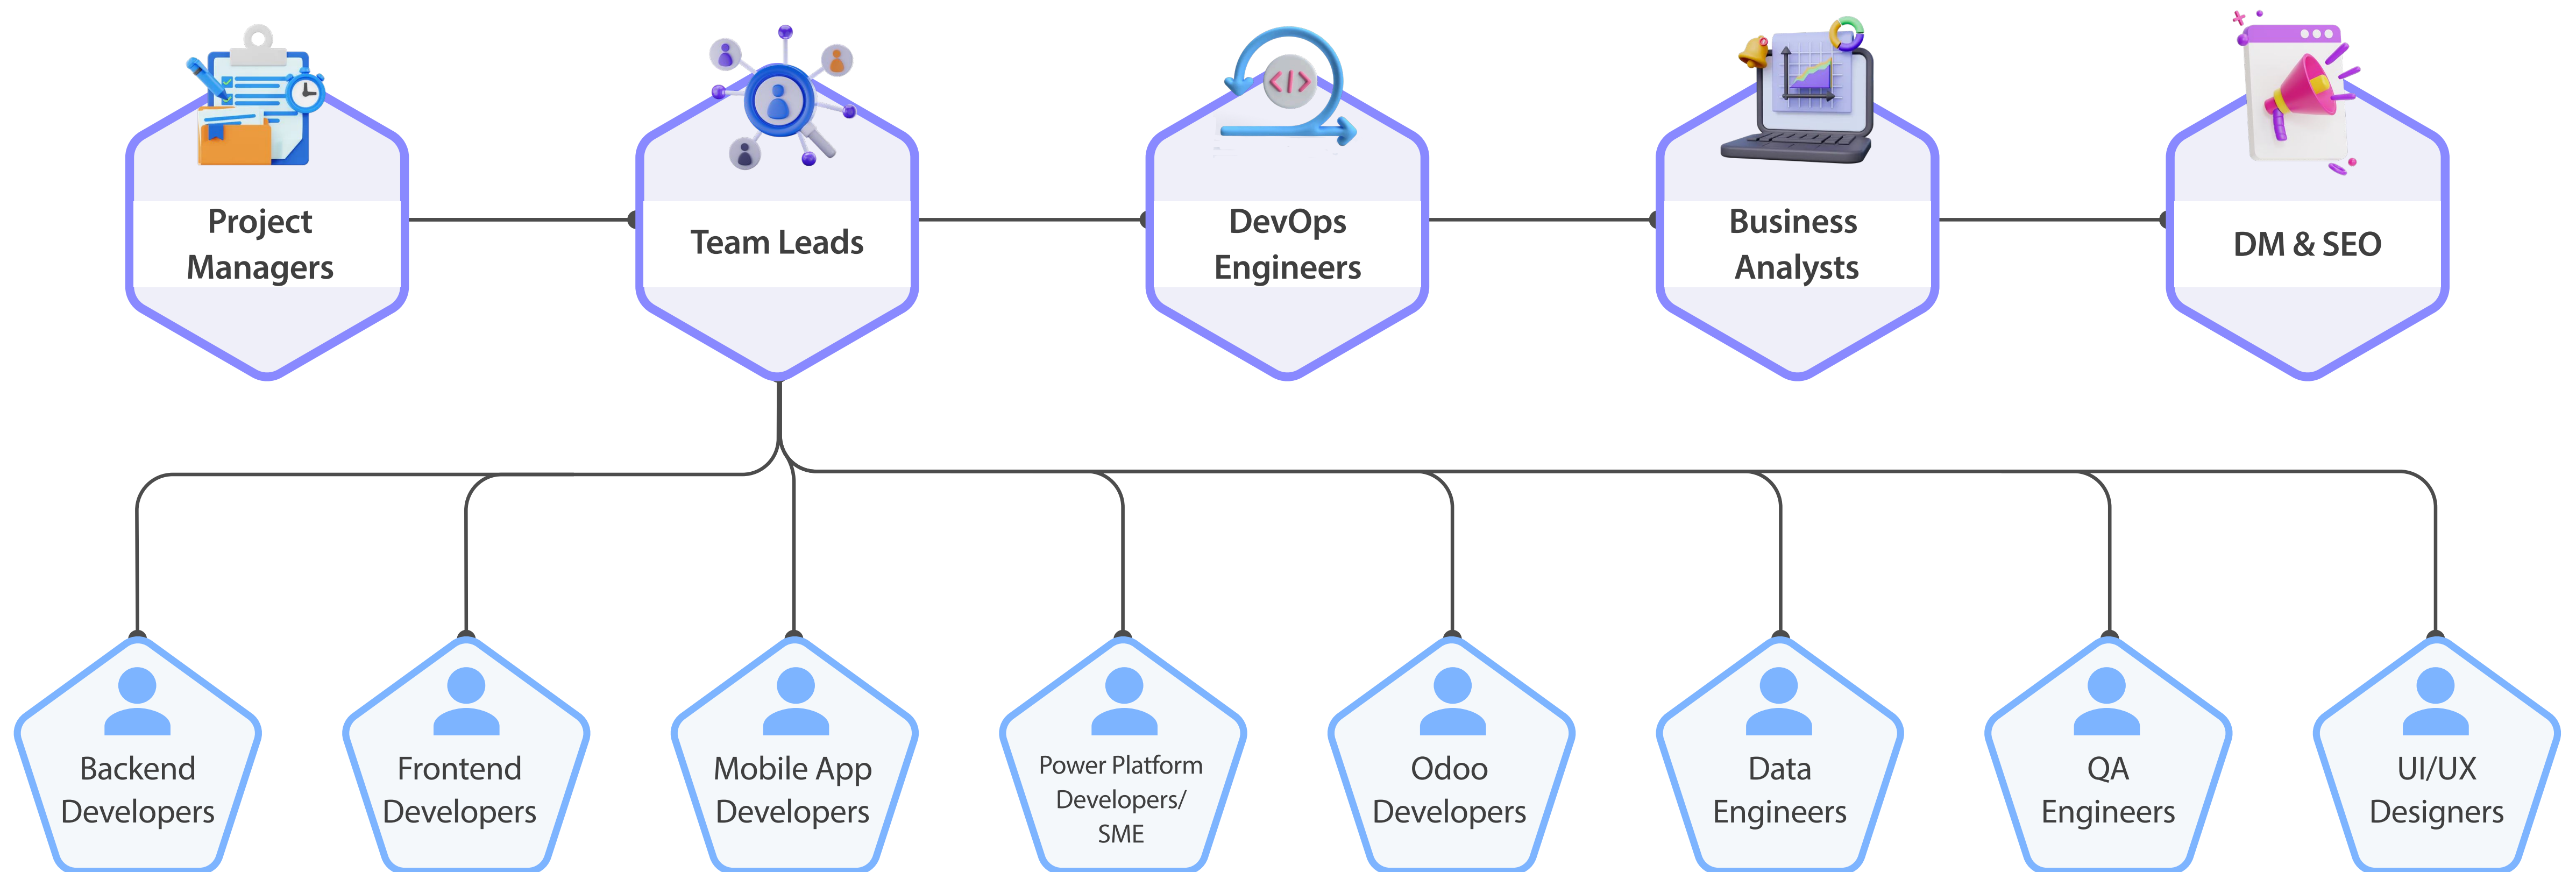 Project
Managers
Team Leads
DevOps
Engineers
Business
Analysts
DM & SEO
Backend
Developers
Frontend
Developers
Mobile App
Developers
Power Platform
Developers/
SME
Odoo
Developers
Data
Engineers
QA
Engineers
UI/UX
Designers